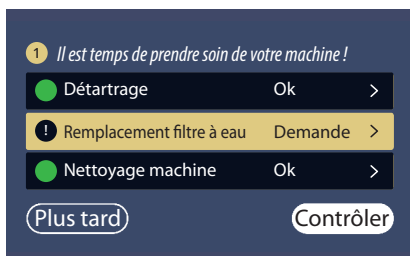 1 Il est temps de prendre soin de votre machine !
Détartrage Ok >
! Remplacement filtre à eau Demande >
Nettoyage machine Ok >
Plus tard Contrôler